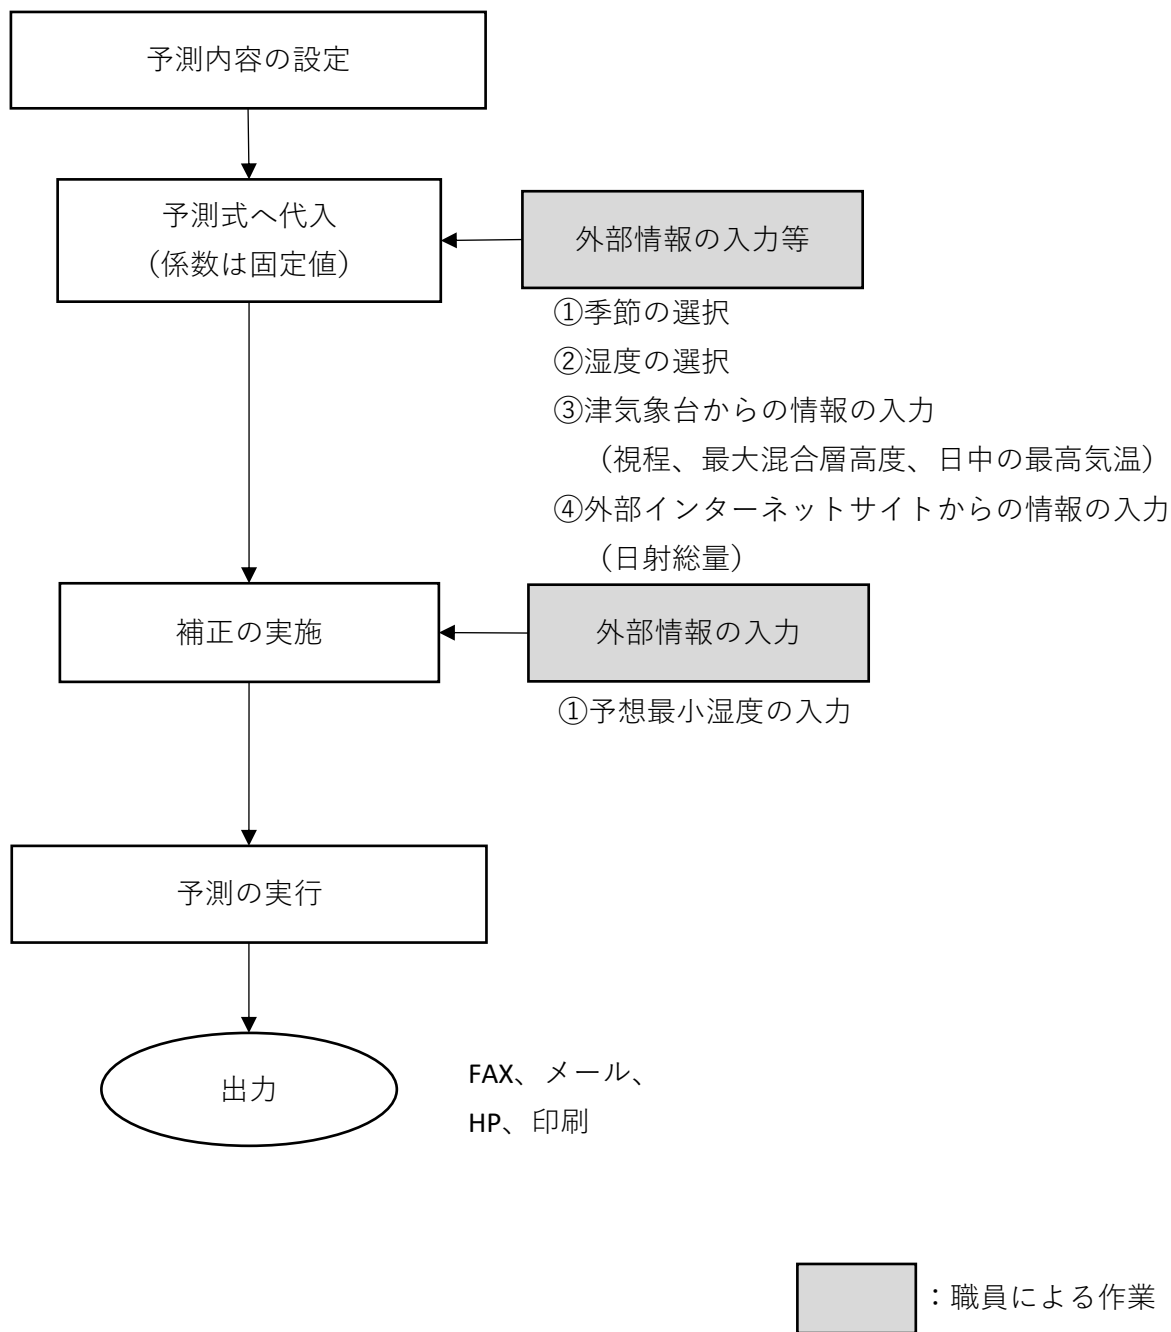 予測内容の設定
予測式へ代入
（係数は固定値）
外部情報の入力等
①季節の選択
②湿度の選択
③津気象台からの情報の入力
（視程、最大混合層高度、日中の最高気温）
④外部インターネットサイトからの情報の入力
（日射総量）
補正の実施
外部情報の入力
①予想最小湿度の入力
予測の実行
出力
FAX、メール、
HP、印刷
：職員による作業